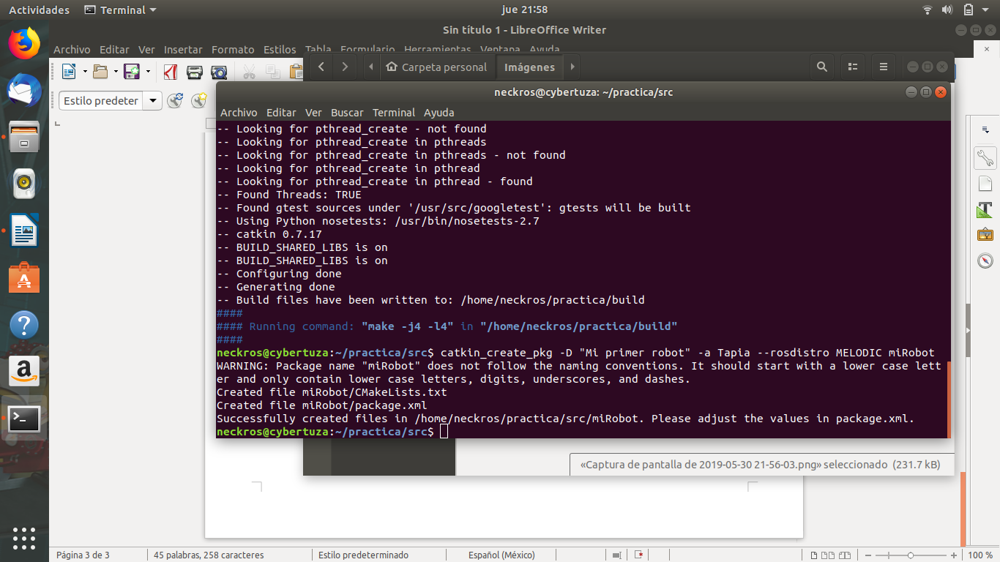 Actividades
Terminal
jue 21:58
Sin título 1 - LibreOffice Writer
Archivo Editar Ver Insertar Formato Estilos Tabla Formulario Herramientas Ventana Ayuda
Carpeta personal
Imágenes
Estilo predeter
neckros@cybertuza: ~/practica/src
Archivo Editar Ver Buscar Terminal Ayuda
-- Looking for pthread_create - not found
-- Looking for pthread_create in pthreads
-- Looking for pthread_create in pthreads - not found
-- Looking for pthread_create in pthread
-- Looking for pthread_create in pthread - found
-- Found Threads: TRUE
-- Found gtest sources under '/usr/src/googletest': gtests will be built
-- Using Python nosetests: /usr/bin/nosetests-2.7
-- catkin 0.7.17
-- BUILD_SHARED_LIBS is on
-- BUILD_SHARED_LIBS is on
-- Configuring done
-- Generating done
-- Build files have been written to: /home/neckros/practica/build
####
#### Running command: "make -j4 -l4" in "/home/neckros/practica/build"
####
neckros@cybertuza:~/practica/src$ catkin_create_pkg -D "Mi primer robot" -a Tapia --rosdistro MELODIC miRobot
WARNING: Package name "miRobot" does not follow the naming conventions. It should start with a lower case lett
er and only contain lower case letters, digits, underscores, and dashes.
Created file miRobot/CMakeLists.txt
Created file miRobot/package.xml
Successfully created files in /home/neckros/practica/src/miRobot. Please adjust the values in package.xml.
neckros@cybertuza:~/practica/src$
«Captura de pantalla de 2019-05-30 21-56-03.png» seleccionado (231.7 kB)
Página 3 de 3
45 palabras, 258 caracteres
Estilo predeterminado
Español (México)
100 %